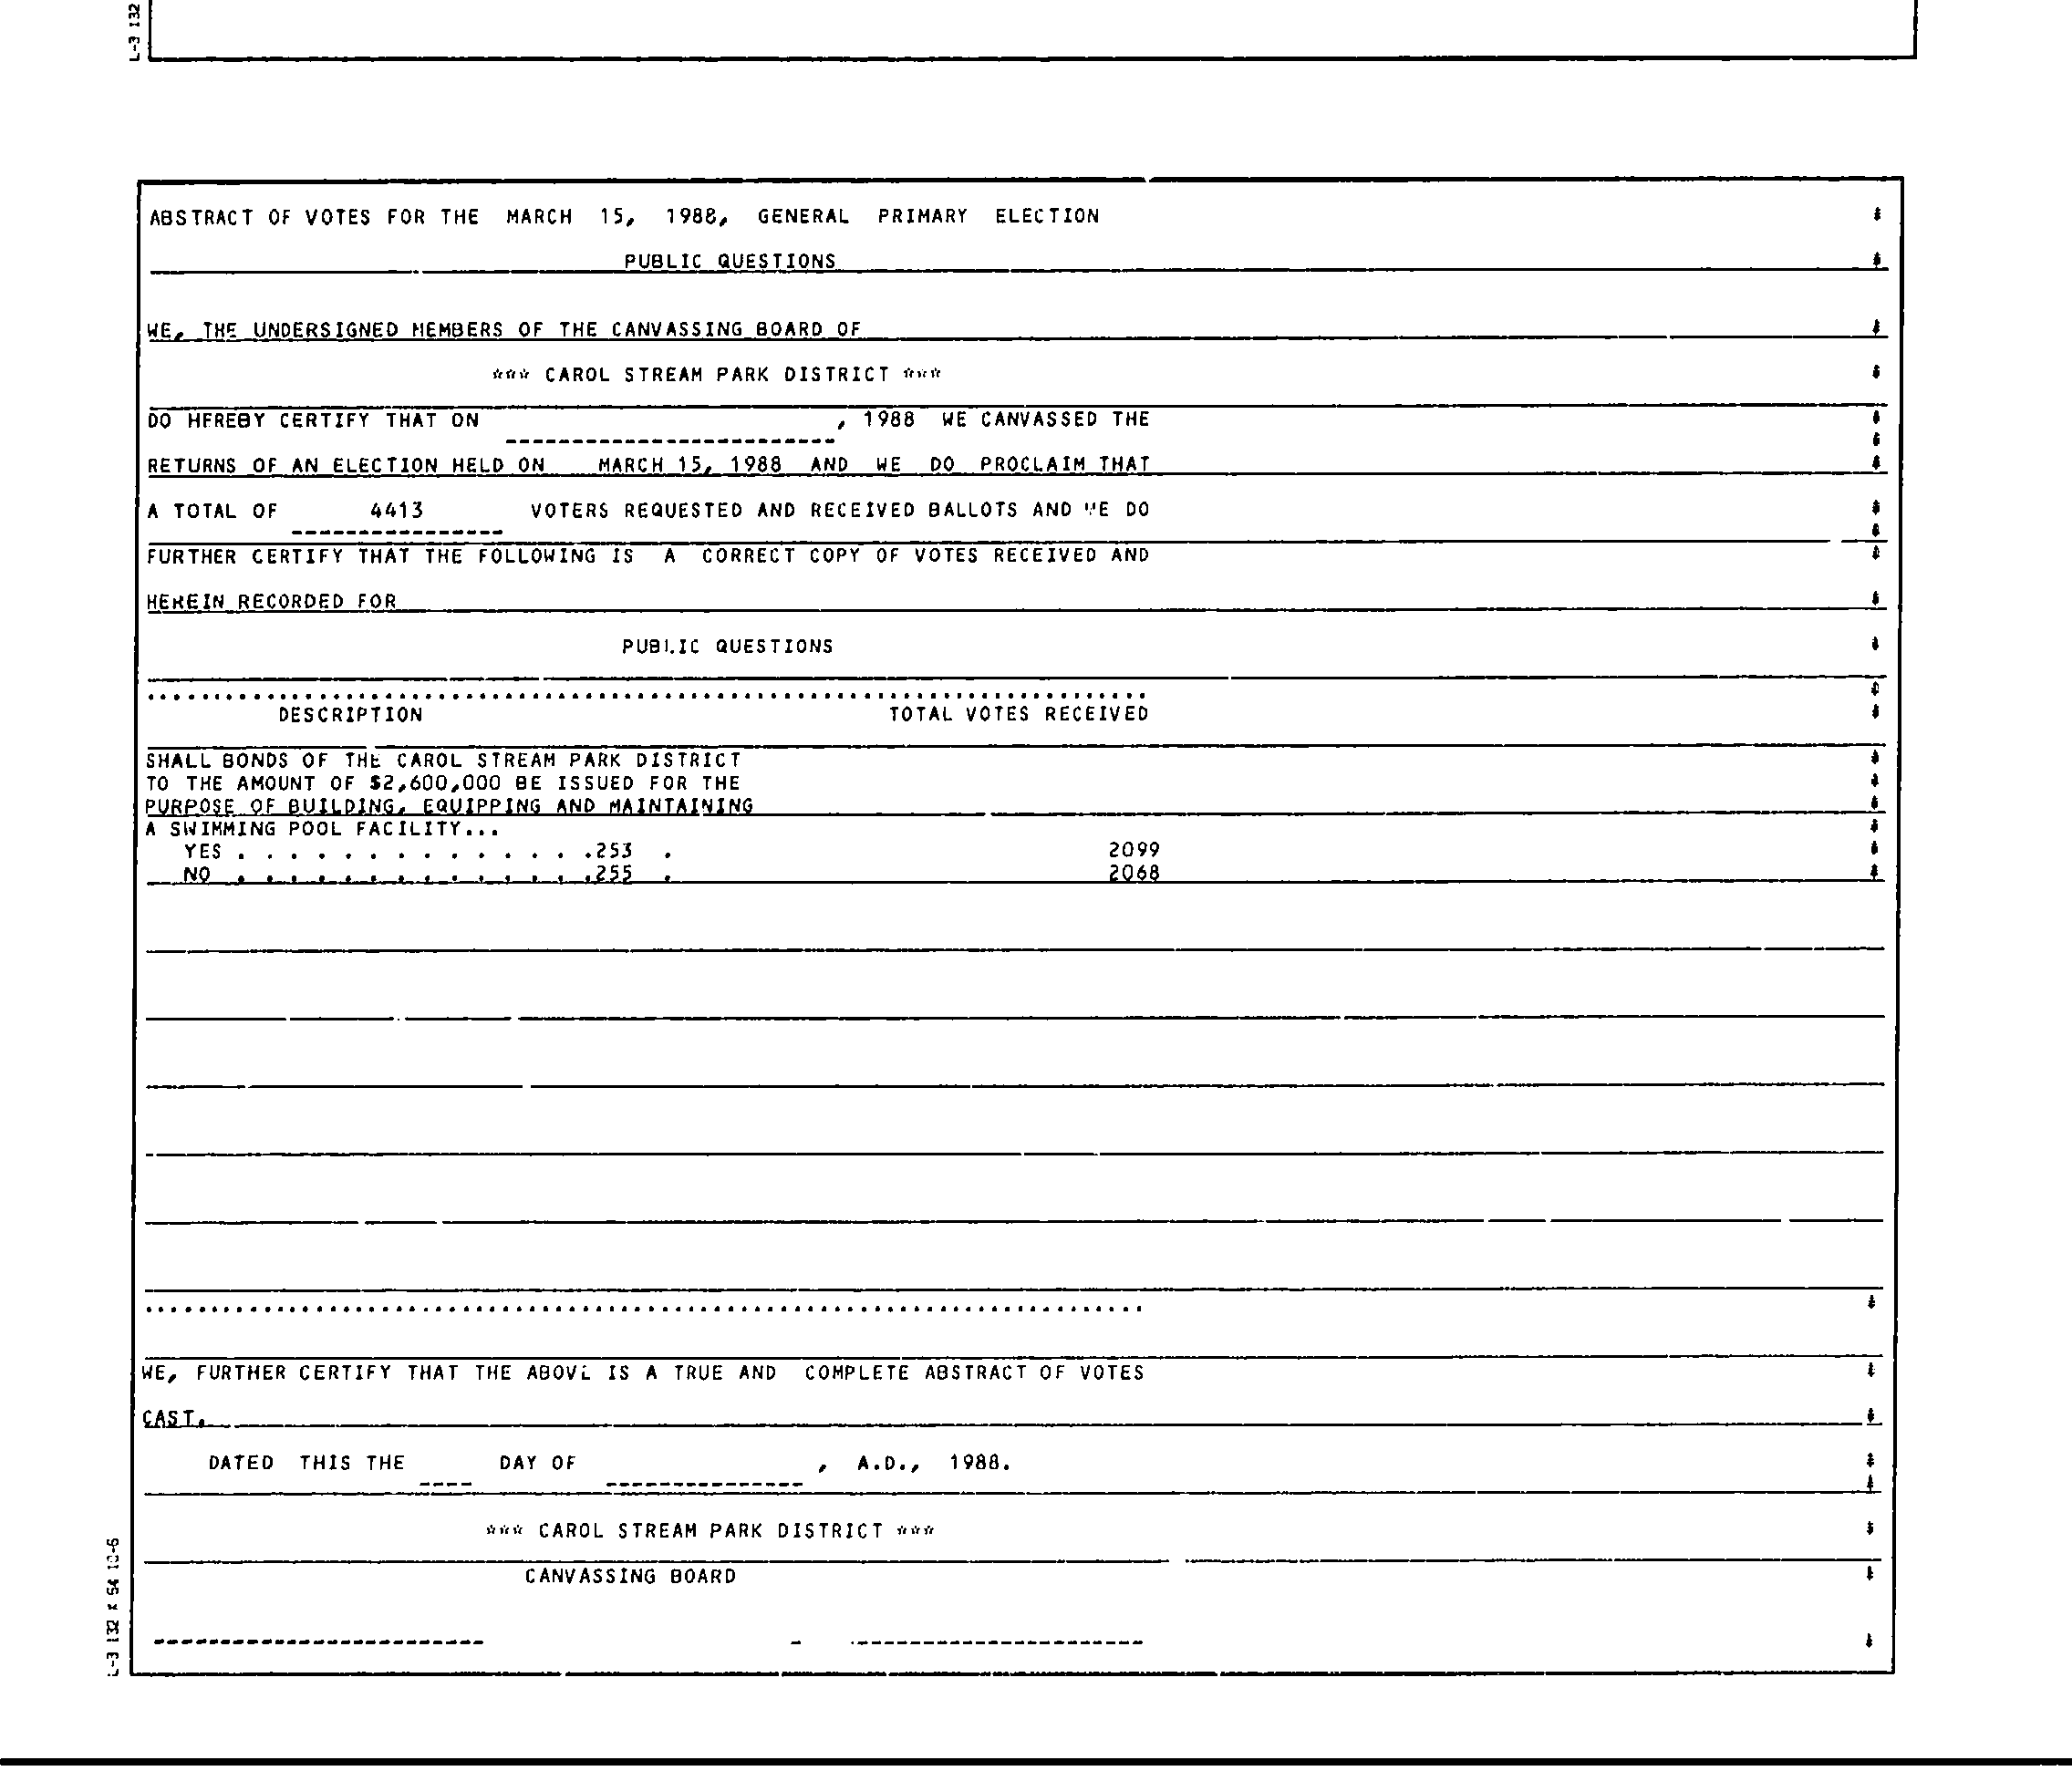 L-3 132
ABSTRACT OF VOTES FOR THE MARCH 15, 1988, GENERAL PRIMARY ELECTION
PUBLIC QUESTIONS
WE, THE UNDERSIGNED MEMBERS OF THE CANVASSING BOARD OF
*** CAROL STREAM PARK DISTRICT ***
DO HEREBY CERTIFY THAT ON , 1988 WE CANVASSED THE
RETURNS OF AN ELECTION HELD ON MARCH 15, 1988 AND WE DO PROCLAIM THAT
A TOTAL OF 4413 VOTERS REQUESTED AND RECEIVED BALLOTS AND WE DO
FURTHER CERTIFY THAT THE FOLLOWING IS A CORRECT COPY OF VOTES RECEIVED AND
HEREIN RECORDED FOR
PUBLIC QUESTIONS
DESCRIPTION TOTAL VOTES RECEIVED
SHALL BONDS OF THE CAROL STREAM PARK DISTRICT
TO THE AMOUNT OF $2,600,000 BE ISSUED FOR THE
PURPOSE OF BUILDING, EQUIPPING AND MAINTAINING
A SWIMMING POOL FACILITY...
YES . . . . . . . . . . . . . .253 . 2099
NO . . . . . . . . . . . . . .255 . 2068
WE, FURTHER CERTIFY THAT THE ABOVE IS A TRUE AND COMPLETE ABSTRACT OF VOTES
CAST.
DATED THIS THE ---- DAY OF --------------- , A.D., 1988.
*** CAROL STREAM PARK DISTRICT ***
CANVASSING BOARD
L-3 132 x 64 10-6